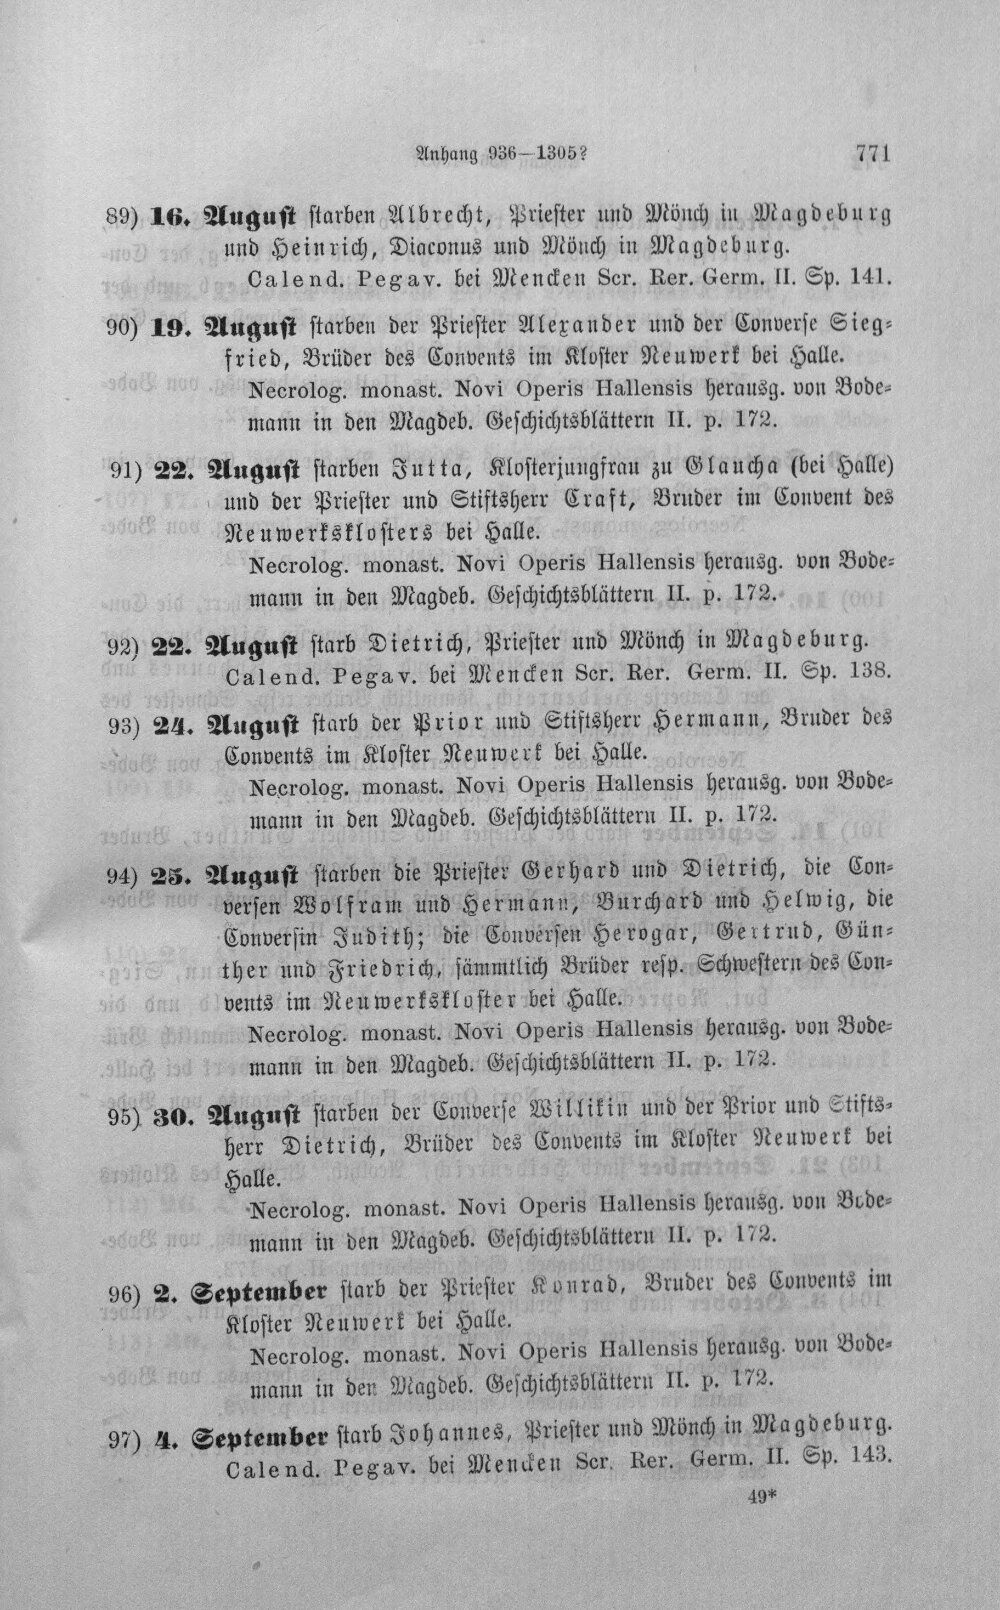 Anhang 936—1305? 771
89) 16. August starben Albrecht, Priester und Mönch in Magdeburg
und Heinrich, Diaconus und Mönch in Magdeburg.
Calend. Pegav. bei Mencken Scr. Rer. Germ. II. Sp. 141.
90) 19. August starben der Priester Alexander und der Converse Sieg-
fried, Brüder des Convents im Kloster Neuwerk bei Halle.
Necrolog. monast. Novi Operis Hallensis herausg. von Bode-
mann in den Magdeb. Geschichtsblättern II. p. 172.
91) 22. August starben Jutta, Klosterjungfrau zu Glaucha (bei Halle)
und der Priester und Stiftsherr Craft, Bruder im Convent des
Neuwerksklosters bei Halle.
Necrolog. monast. Novi Operis Hallensis herausg. von Bode-
mann in den Magdeb. Geschichtsblättern II. p. 172.
92) 22. August starb Dietrich, Priester und Mönch in Magdeburg.
Calend. Pegav. bei Mencken Scr. Rer. Germ. II. Sp. 138.
93) 24. August starb der Prior und Stiftsherr Hermann, Bruder des
Convents im Kloster Neuwerk bei Halle.
Necrolog. monast. Novi Operis Hallensis herausg. von Bode-
mann in den Magdeb. Geschichtsblättern II. p. 172.
94) 25. August starben die Priester Gerhard und Dietrich, die Con-
versen Wolfram und Hermann, Burchard und Helwig, die
Conversin Judith; die Conversen Herogar, Gertrud, Gün-
ther und Friedrich, sämmtlich Brüder resp. Schwestern des Con-
vents im Neuwerkskloster bei Halle.
Necrolog. monast. Novi Operis Hallensis herausg. von Bode-
mann in den Magdeb. Geschichtsblättern II. p. 172.
95) 30. August starben der Converse Willikin und der Prior und Stifts-
herr Dietrich, Brüder des Convents im Kloster Neuwerk bei
Halle.
Necrolog. monast. Novi Operis Hallensis herausg. von Bode-
mann in den Magdeb. Geschichtsblättern II. p. 172.
96) 2. September starb der Priester Konrad, Bruder des Convents im
Kloster Neuwerk bei Halle.
Necrolog. monast. Novi Operis Hallensis herausg. von Bode-
mann in den Magdeb. Geschichtsblättern II. p. 172.
97) 4. September starb Johannes, Priester und Mönch in Magdeburg.
Calend. Pegav. bei Mencken Scr. Rer. Germ. II. Sp. 143.
49*